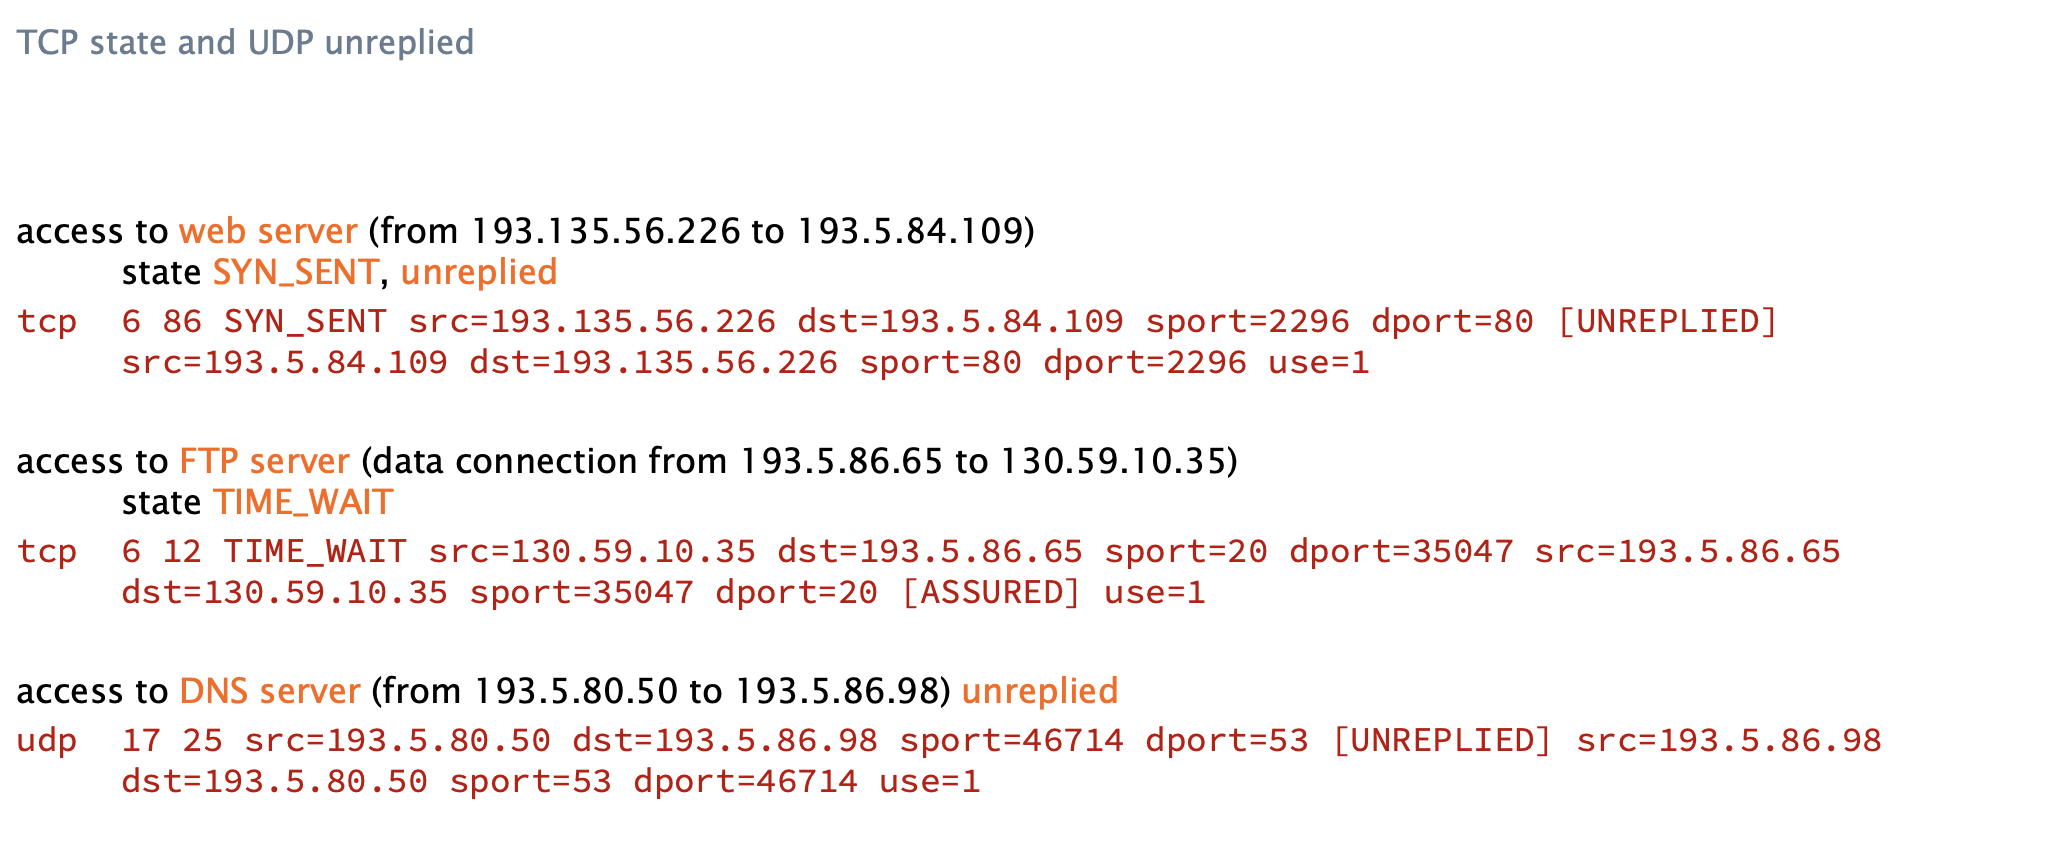 TCP state and UDP unreplied
access to web server (from 193.135.56.226 to 193.5.84.109)
state SYN_SENT, unreplied
tcp 6 86 SYN_SENT src=193.135.56.226 dst=193.5.84.109 sport=2296 dport=80 [UNREPLIED]
src=193.5.84.109 dst=193.135.56.226 sport=80 dport=2296 use=1
access to FTP server (data connection from 193.5.86.65 to 130.59.10.35)
state TIME_WAIT
tcp 6 12 TIME_WAIT src=130.59.10.35 dst=193.5.86.65 sport=20 dport=35047 src=193.5.86.65
dst=130.59.10.35 sport=35047 dport=20 [ASSURED] use=1
access to DNS server (from 193.5.80.50 to 193.5.86.98) unreplied
udp 17 25 src=193.5.80.50 dst=193.5.86.98 sport=46714 dport=53 [UNREPLIED] src=193.5.86.98
dst=193.5.80.50 sport=53 dport=46714 use=1